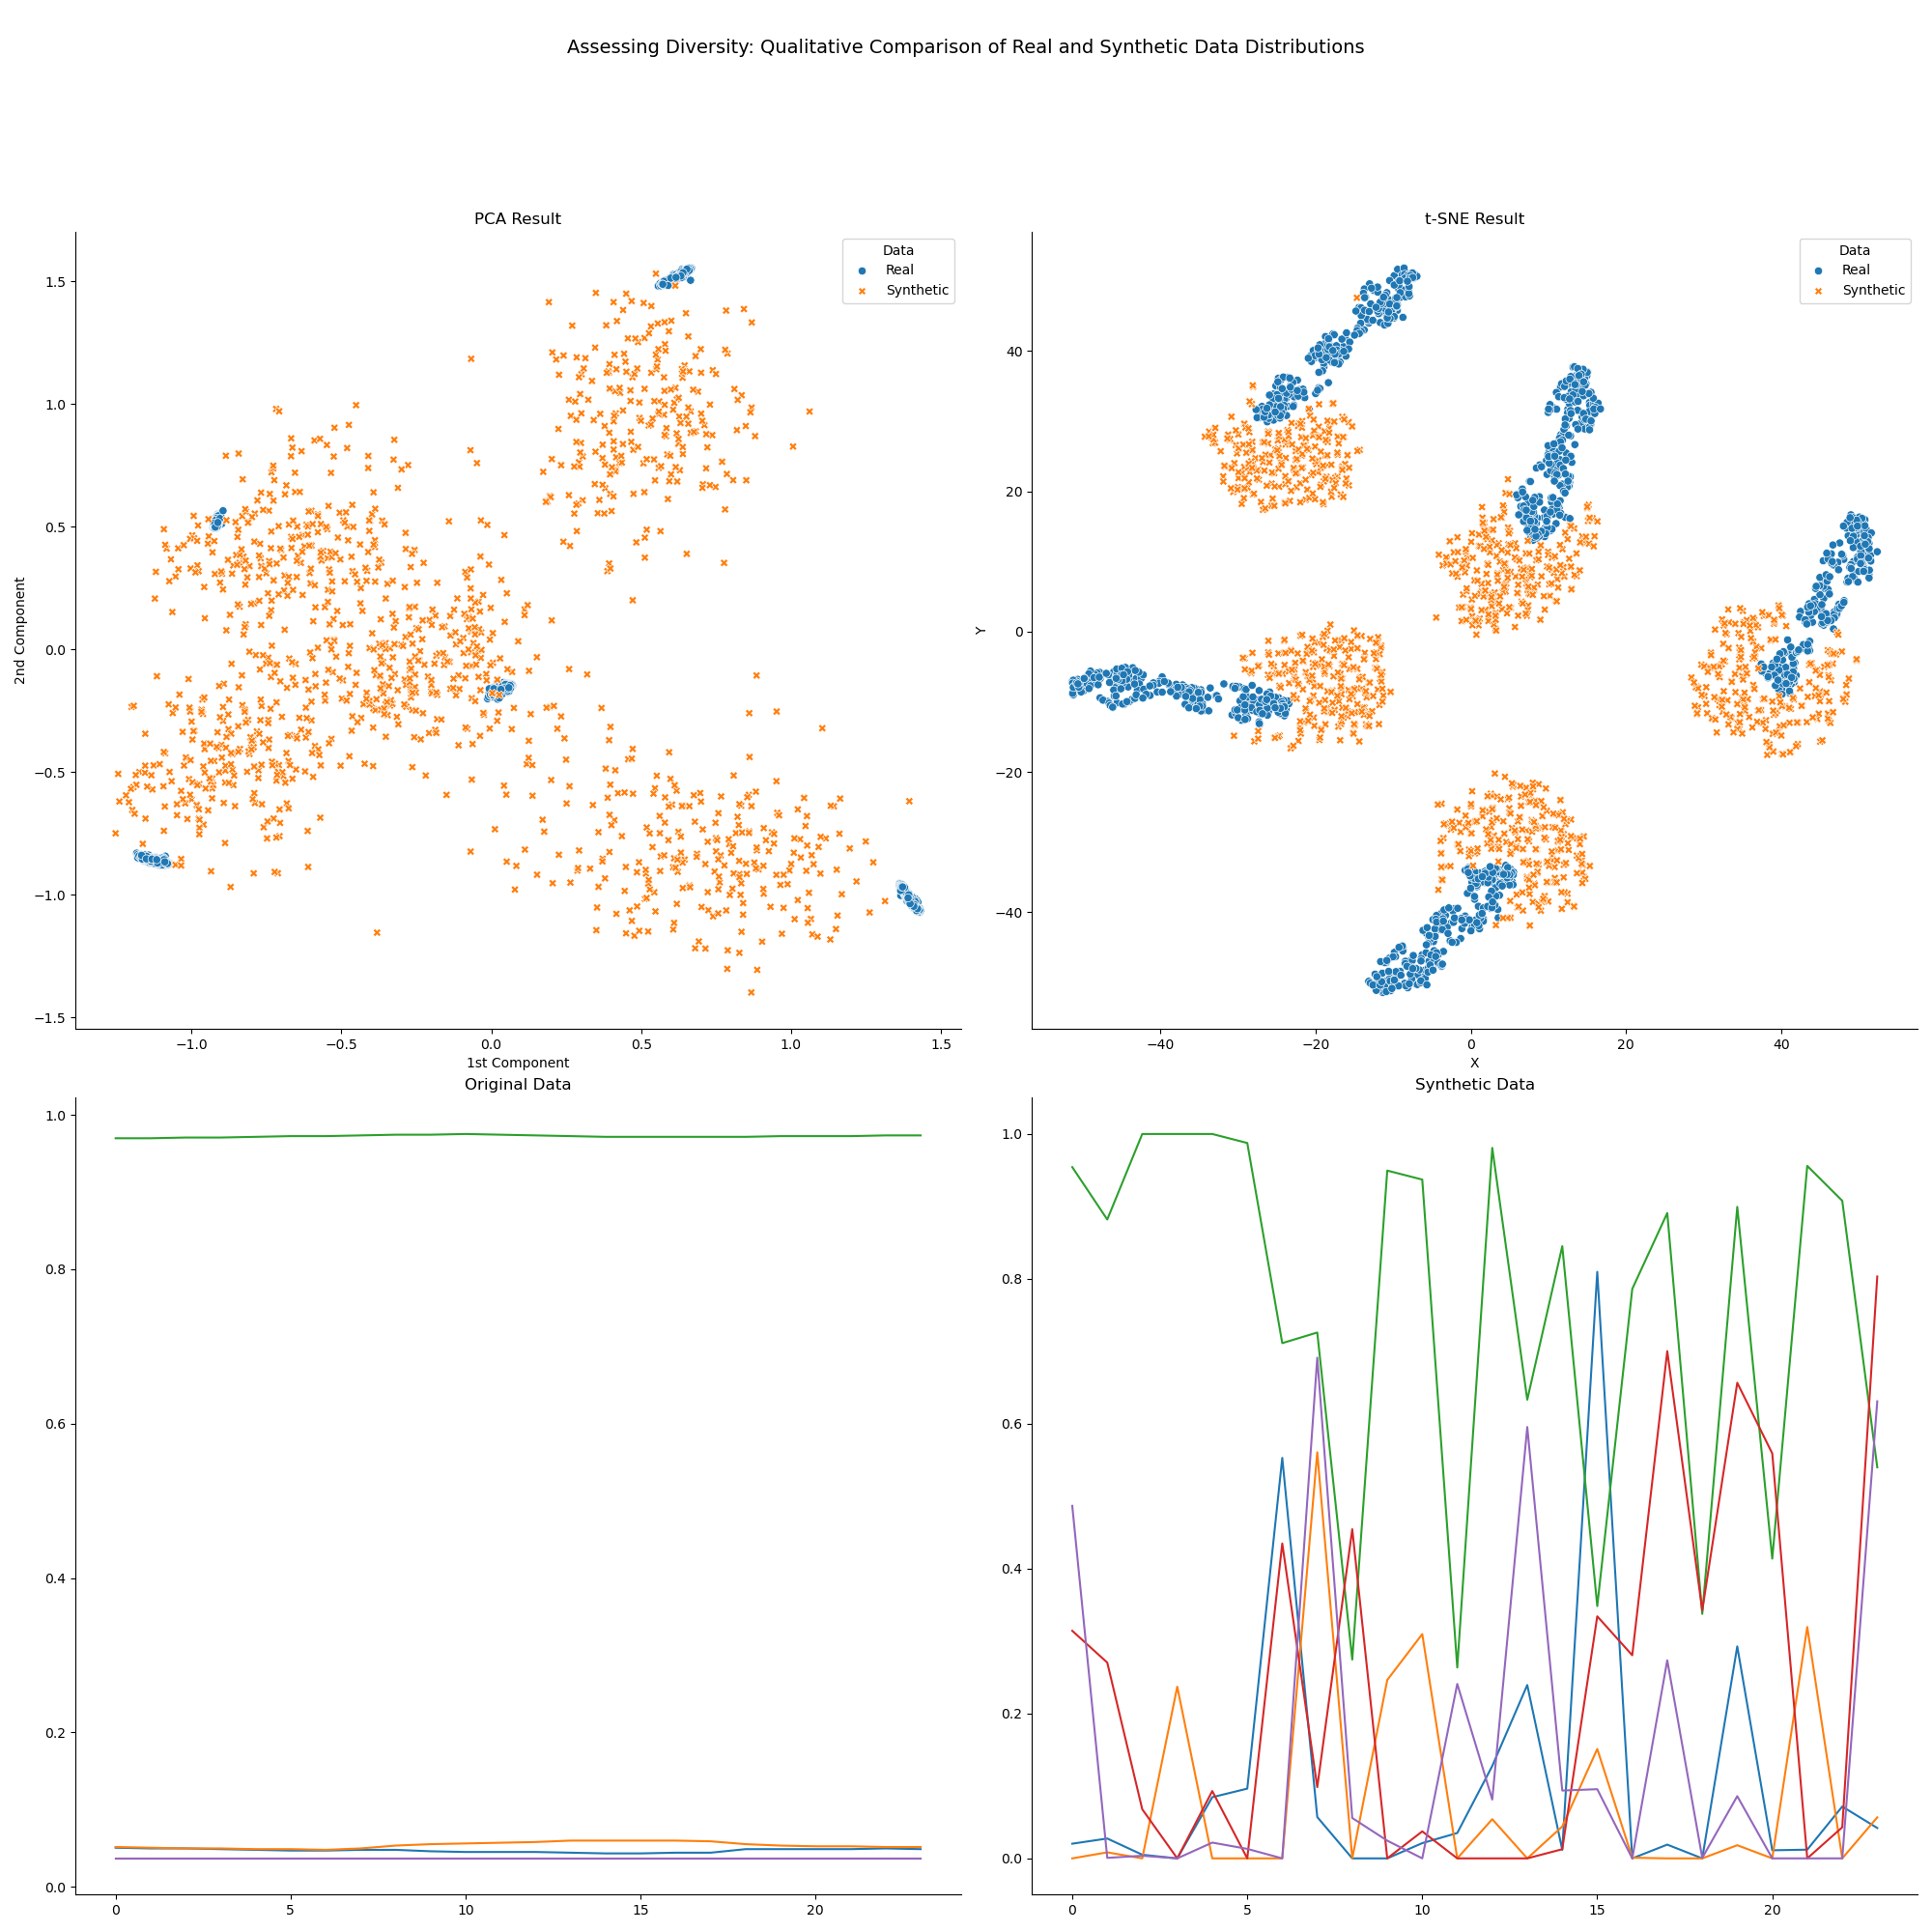 Assessing Diversity: Qualitative Comparison of Real and Synthetic Data Distributions
PCA Result
Data
Real
Synthetic
1.5
1.0
0.5
0.0
−0.5
−1.0
−1.5
2nd Component
−1.0 −0.5 0.0 0.5 1.0 1.5
1st Component
t-SNE Result
Data
Real
Synthetic
40
20
0
−20
−40
Y
−40 −20 0 20 40
X
Original Data
1.0
0.8
0.6
0.4
0.2
0.0
0 5 10 15 20
Synthetic Data
1.0
0.8
0.6
0.4
0.2
0.0
0 5 10 15 20